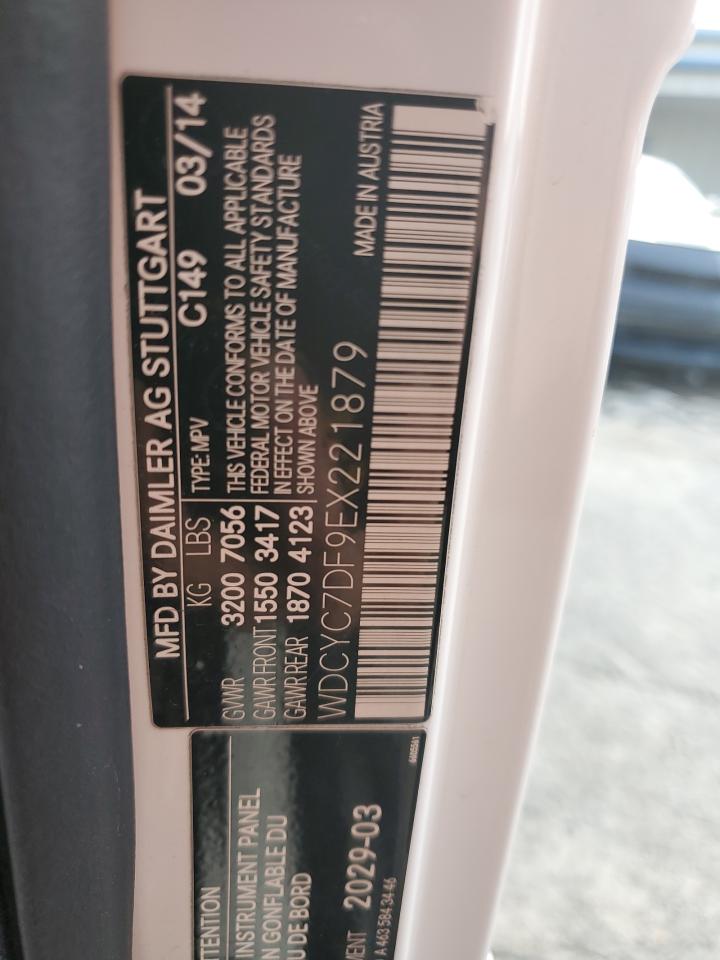 MFD BY DAIMLER AG STUTTGART
KG LBS TYPE: MPV C149 03/14
GVWR 3200 7056 THIS VEHICLE CONFORMS TO ALL APPLICABLE
GAWR FRONT 1550 3417 FEDERAL MOTOR VEHICLE SAFETY STANDARDS
GAWR REAR 1870 4123 IN EFFECT ON THE DATE OF MANUFACTURE
SHOWN ABOVE
WDCYC7DF9EX221879 MADE IN AUSTRIA
TTENTION
INSTRUMENT PANEL
N GONFLABLE DU
U DE BORD
MENT 2029-03
A 463 584 34 46
6605561